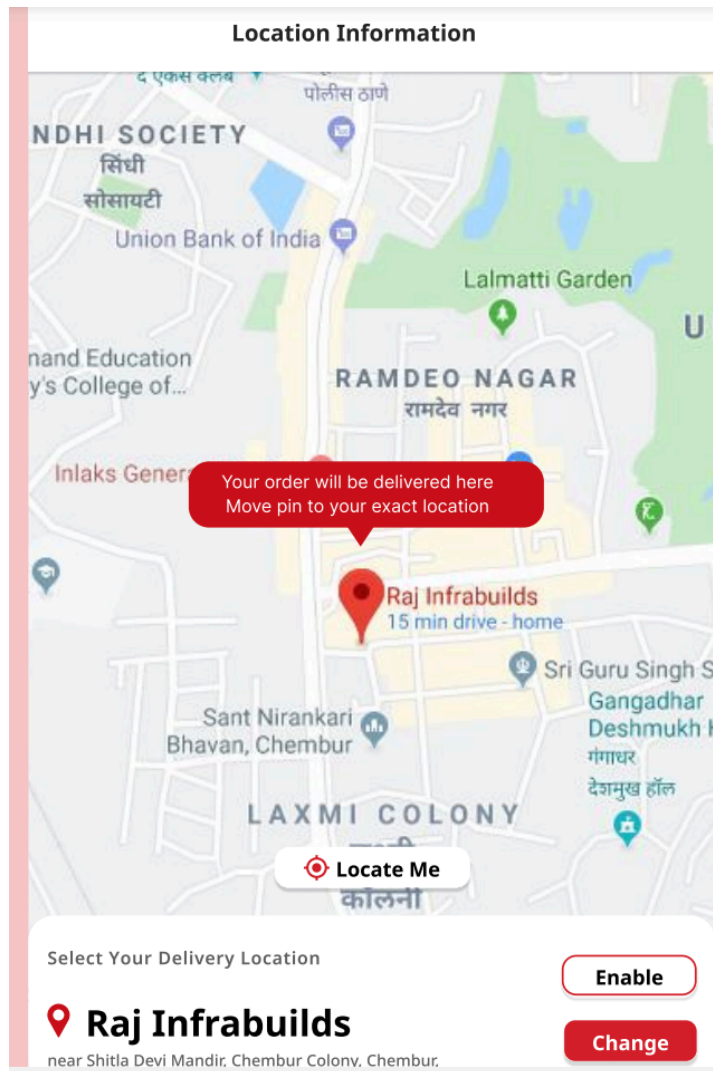 Location Information
द एकर्स क्लब
पोलीस ठाणे
NDHI SOCIETY
सिंधी
सोसायटी
Union Bank of India
Lalmatti Garden
U
nand Education
y's College of...
RAMDEO NAGAR
रामदेव नगर
Inlaks Genera
Your order will be delivered here
Move pin to your exact location
Raj Infrabuilds
15 min drive - home
Sri Guru Singh S
Sant Nirankari
Bhavan, Chembur
Gangadhar
Deshmukh H
गंगाधर
देशमुख हॉल
LAXMI COLONY
Locate Me
कॉलनी
Select Your Delivery Location
Enable
Raj Infrabuilds
Change
near Shitla Devi Mandir, Chembur Colony, Chembur,